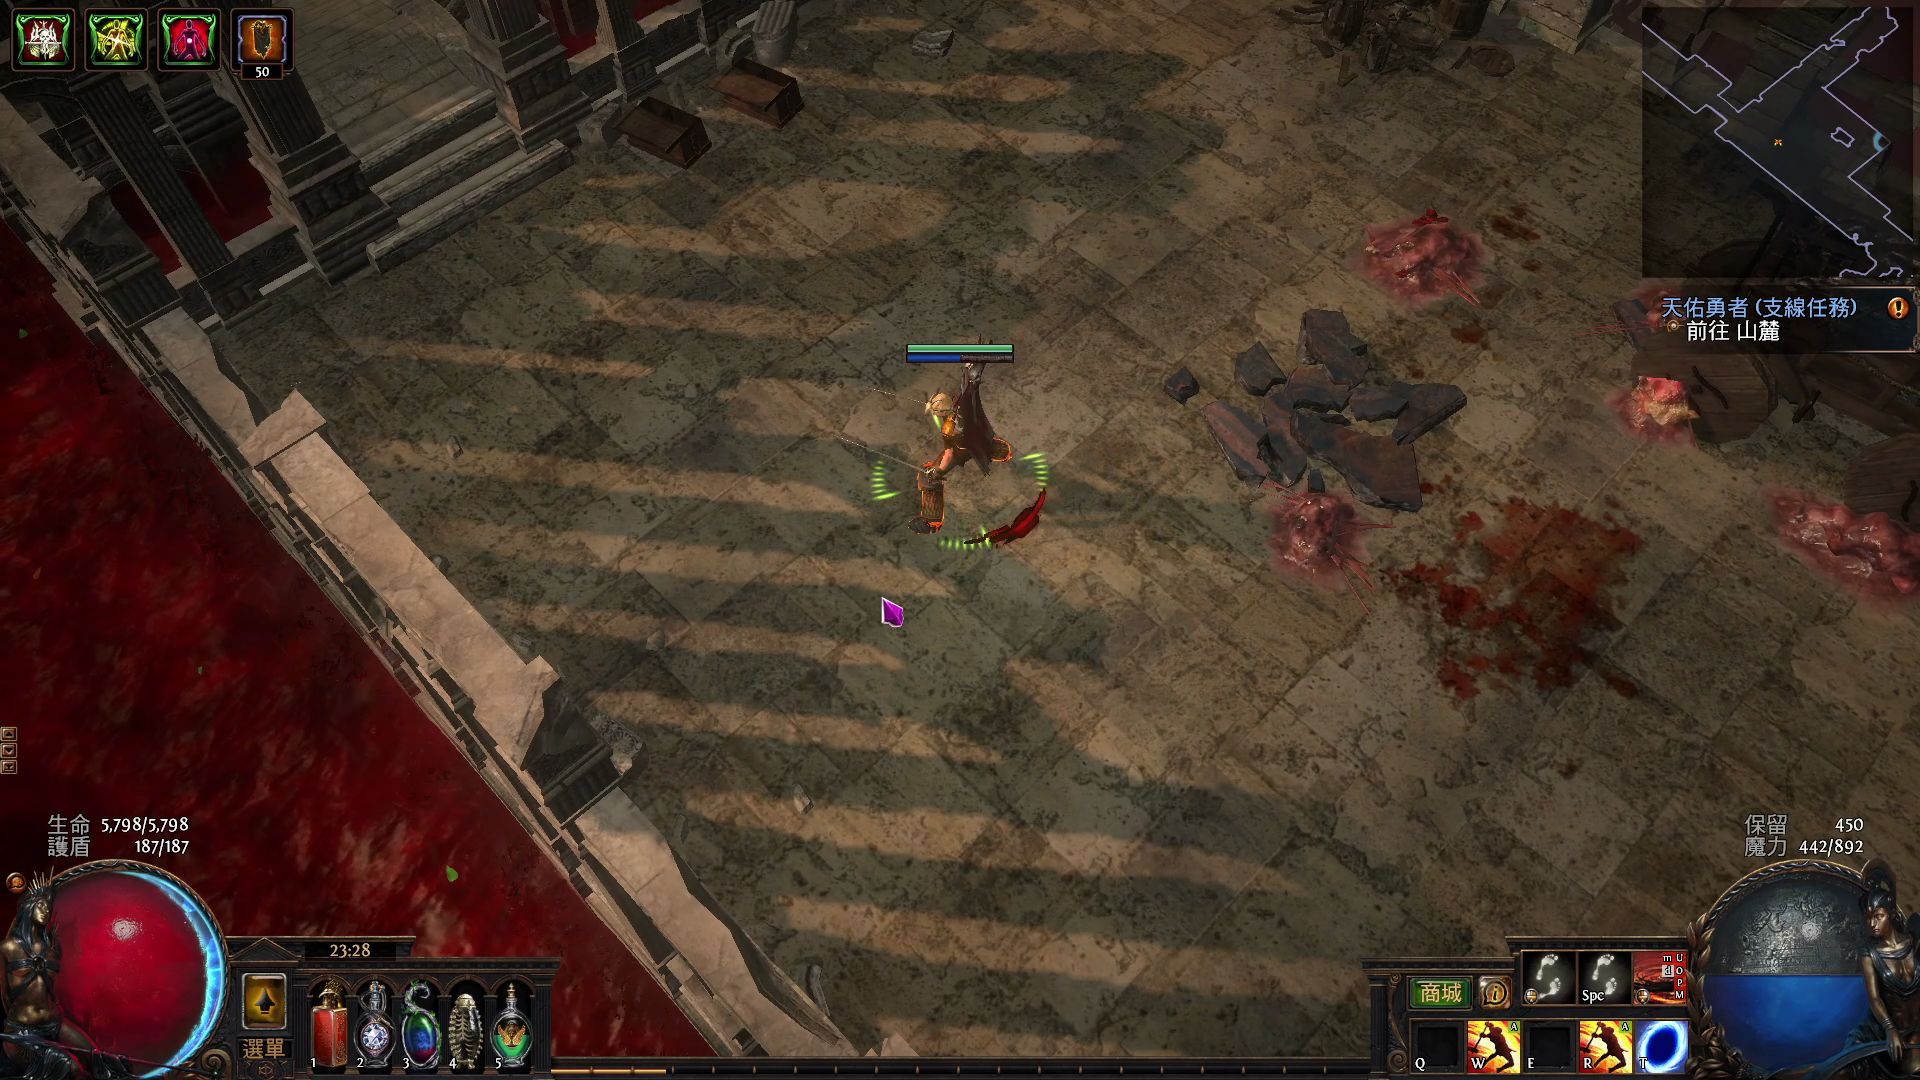 50
天佑勇者 (支線任務)
前往 山麓
生命 5,798/5,798
護盾 187/187
保留 450
魔力 442/892
23:28
選單
1 2 3 4 5
商城
Spc
m U
d O
P
M
Q W A E R A T